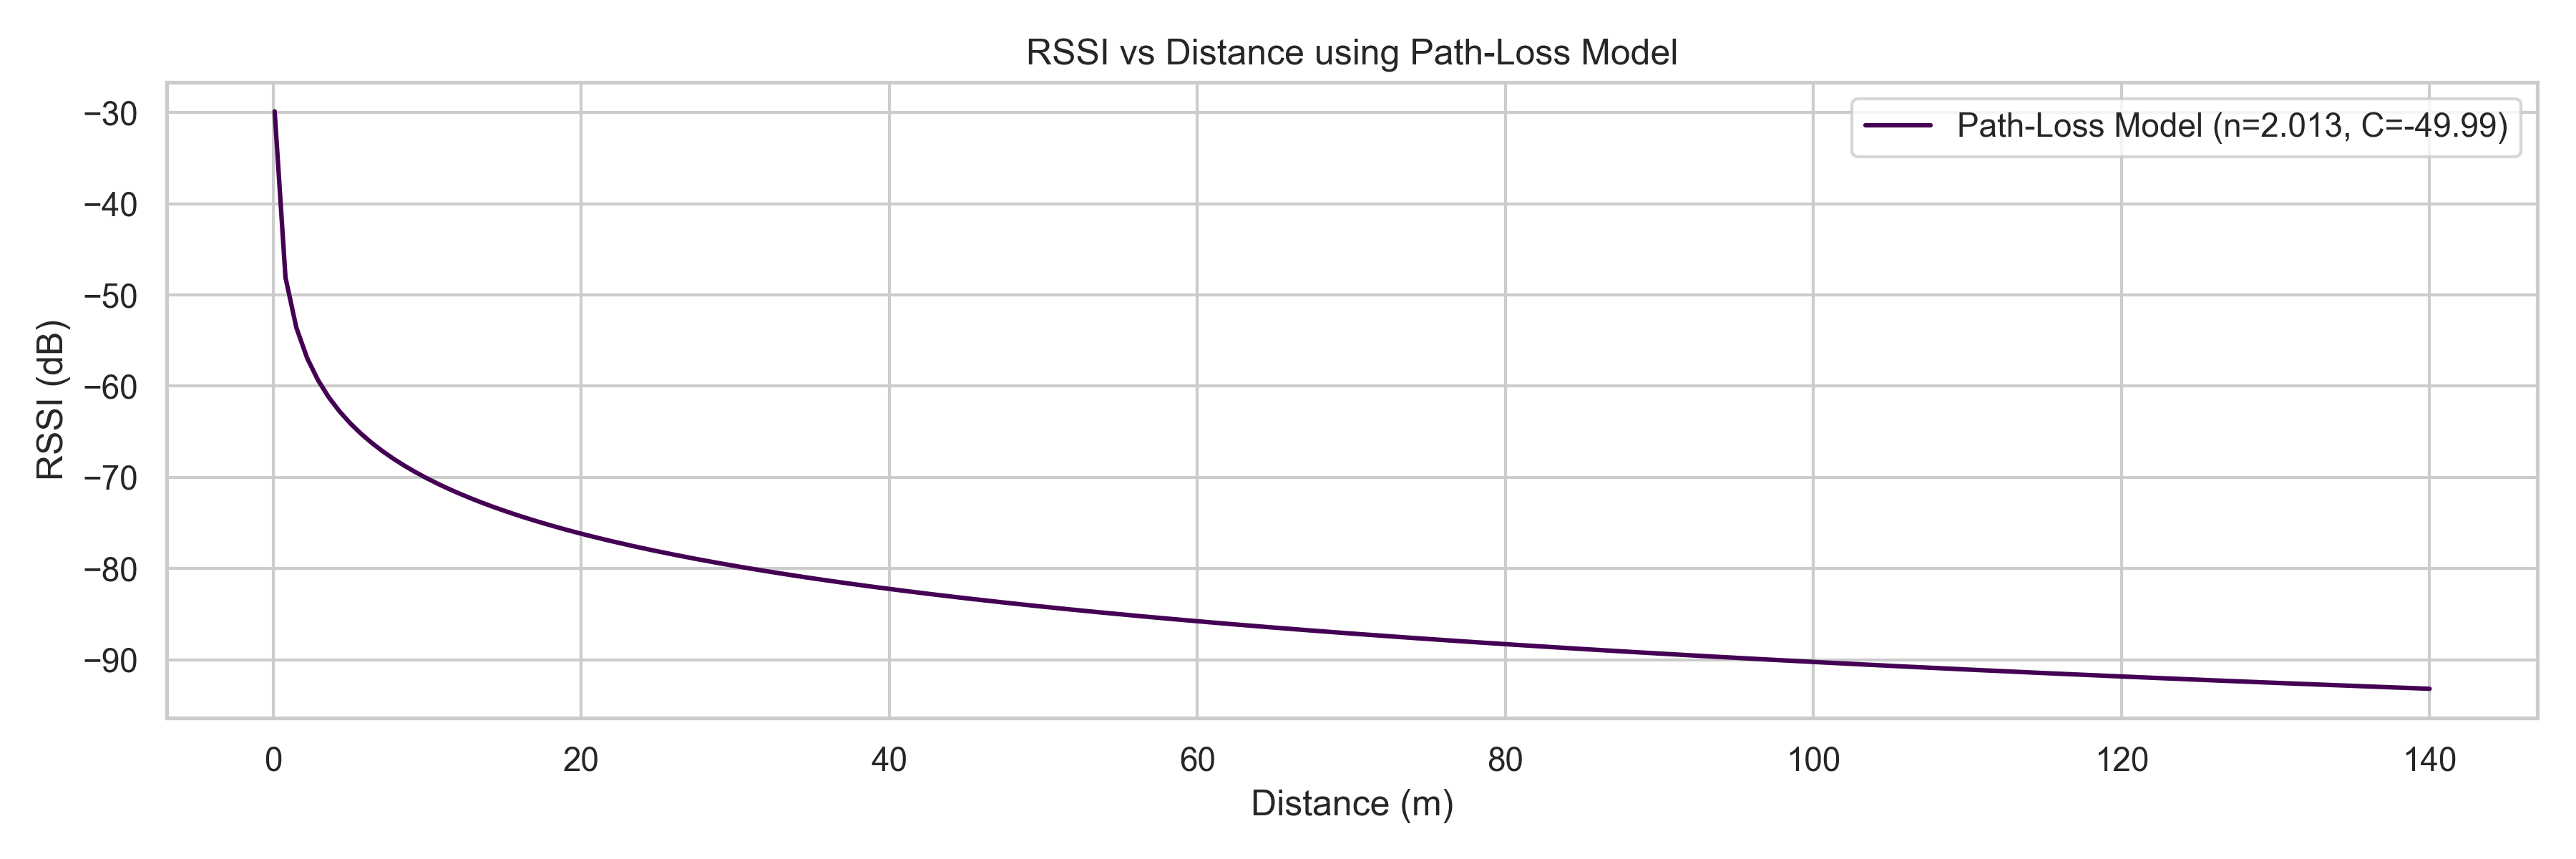 RSSI vs Distance using Path-Loss Model
Path-Loss Model (n=2.013, C=-49.99)
RSSI (dB)
−30
−40
−50
−60
−70
−80
−90
0 20 40 60 80 100 120 140
Distance (m)